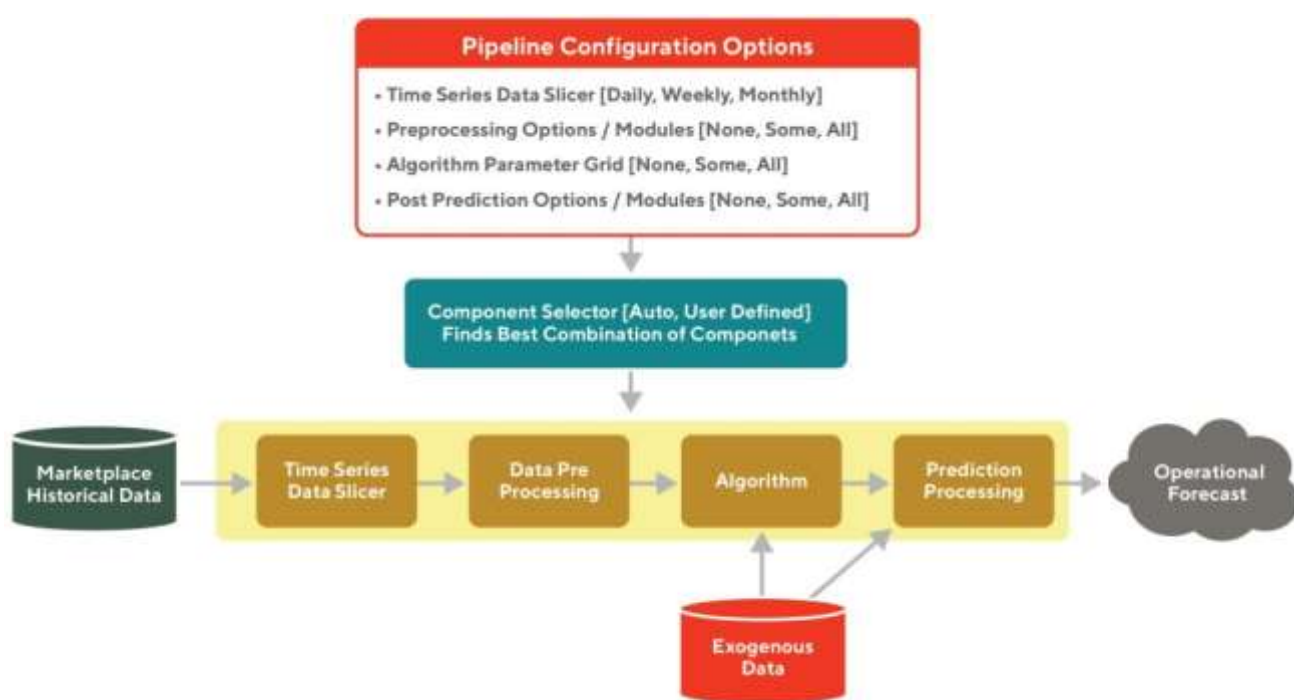 Pipeline Configuration Options
• Time Series Data Slicer [Daily, Weekly, Monthly]
• Preprocessing Options / Modules [None, Some, All]
• Algorithm Parameter Grid [None, Some, All]
• Post Prediction Options / Modules [None, Some, All]
Component Selector [Auto, User Defined]
Finds Best Combination of Componets
Marketplace
Historical Data
Time Series
Data Slicer
Data Pre
Processing
Algorithm
Prediction
Processing
Operational
Forecast
Exogenous
Data